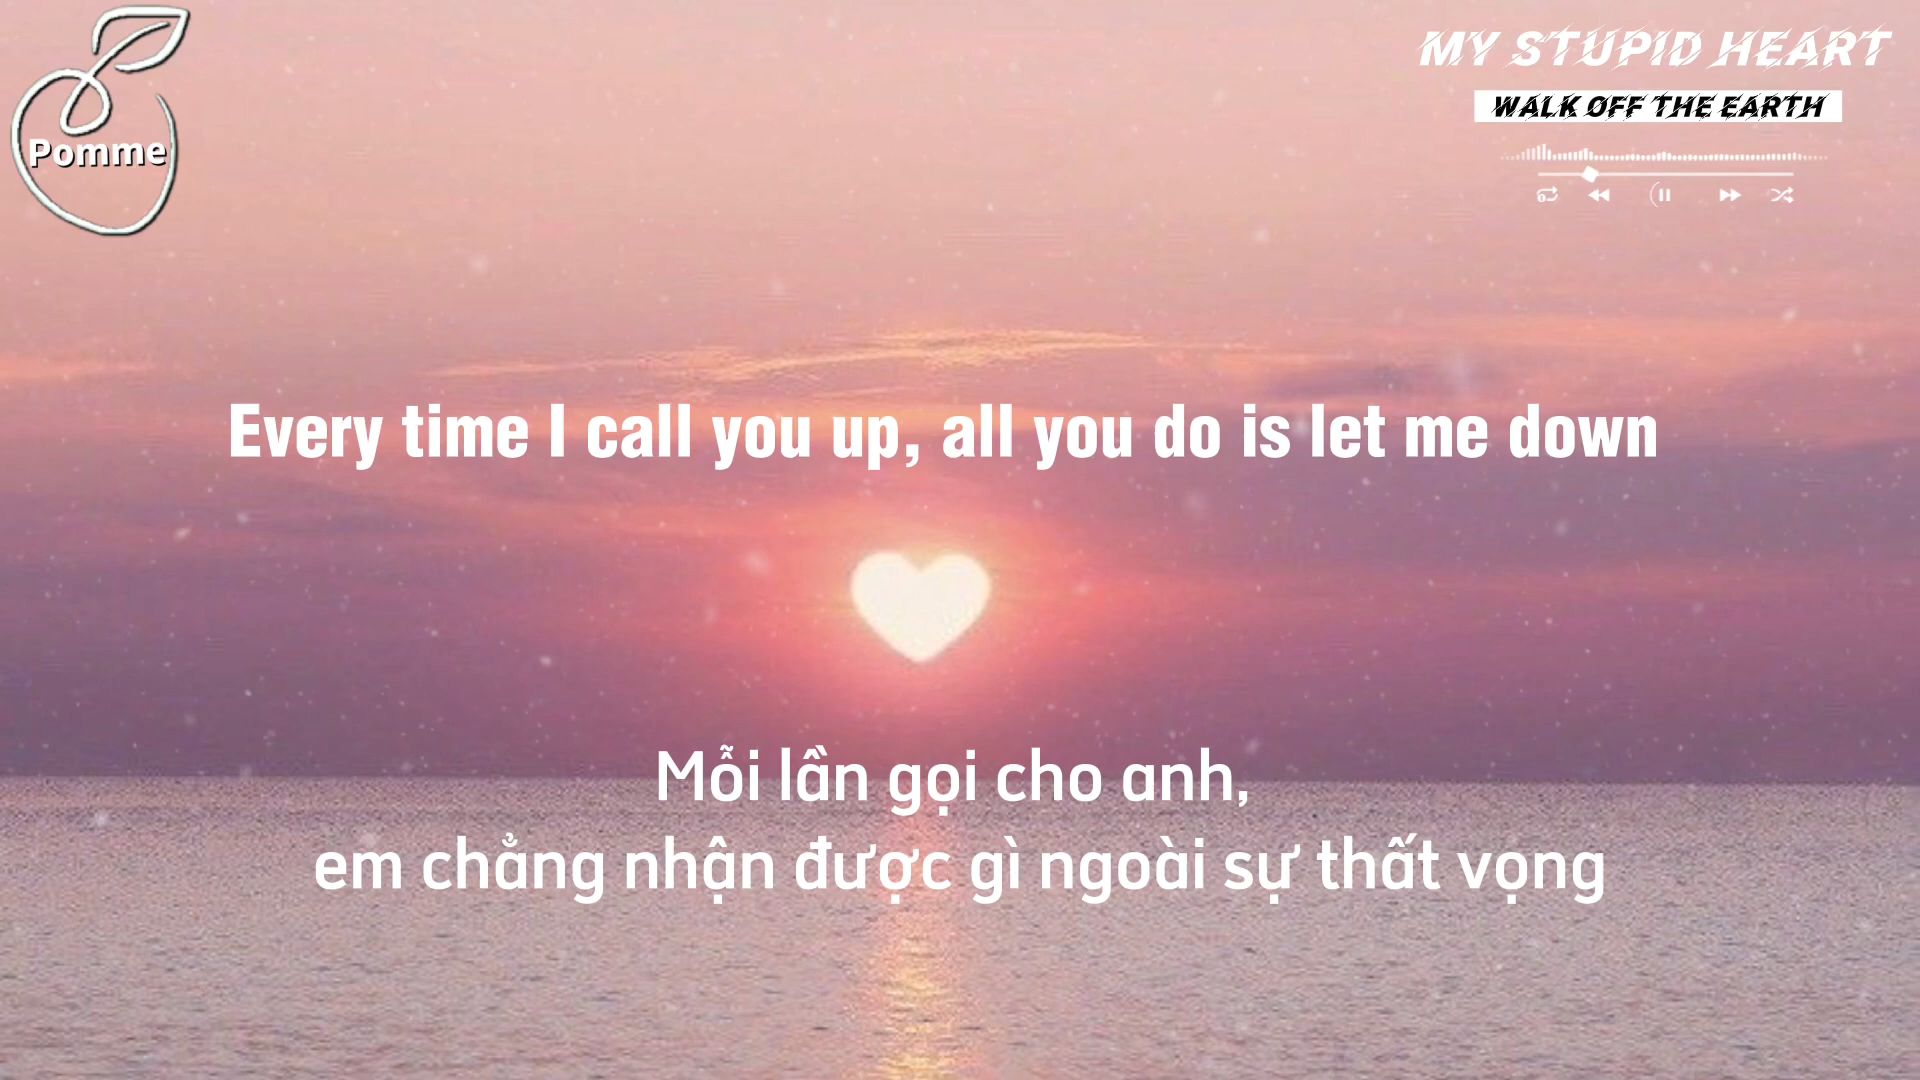 Pomme
MY STUPID HEART
WALK OFF THE EARTH
Every time I call you up, all you do is let me down
Mỗi lần gọi cho anh,
em chẳng nhận được gì ngoài sự thất vọng